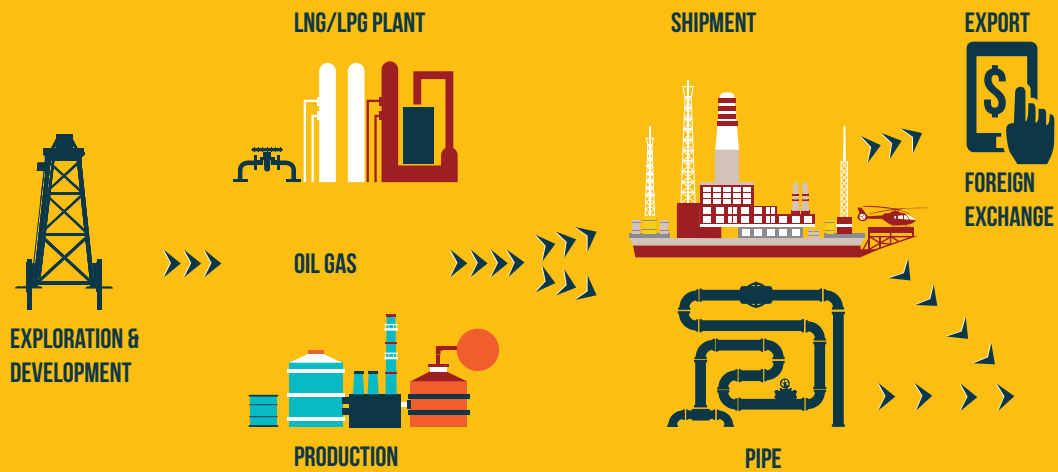 LNG/LPG PLANT
SHIPMENT
EXPORT
$
FOREIGN
EXCHANGE
OIL GAS
EXPLORATION &
DEVELOPMENT
PRODUCTION
PIPE